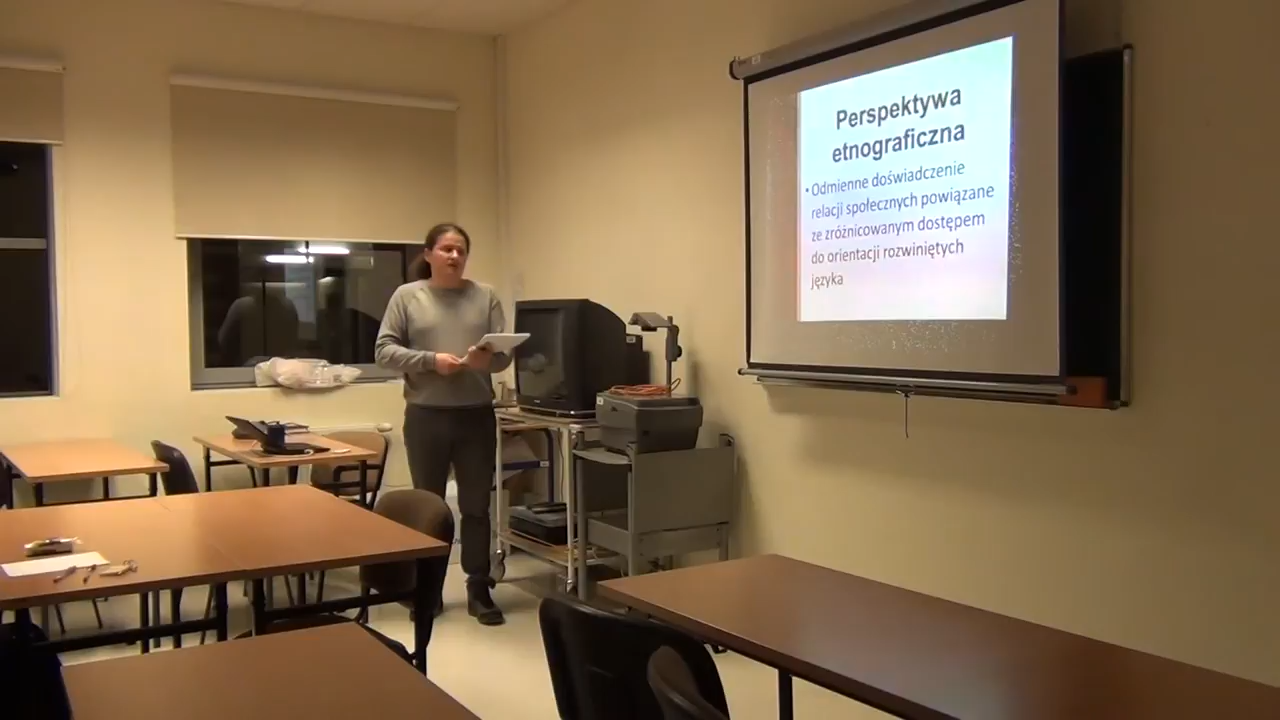 Perspektywa
etnograficzna
• Odmienne doświadczenie
relacji społecznych powiązane
ze zróżnicowanym dostępem
do orientacji rozwiniętych
języka